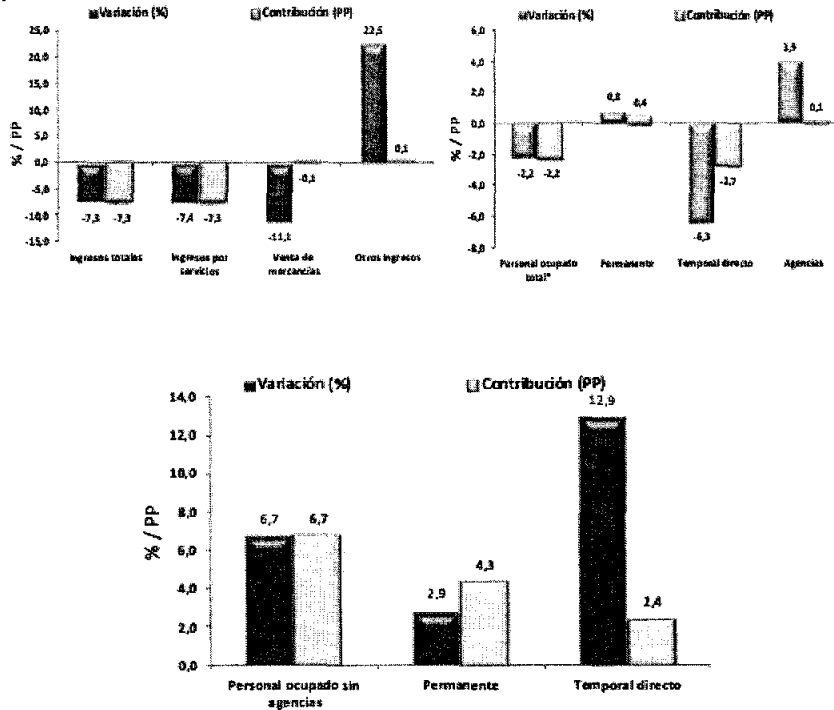 Variación (%) Contribución (PP)
25,0
20,0
15,0
10,0
5,0
0,0
-5,0
-10,0
-15,0
% / PP
22,5
0,1
-7,3 -7,3 -7,4 -7,3 -0,1
-11,1
Ingresos totales Ingresos por servicios Venta de mercancías Otros ingresos
Variación (%) Contribución (PP)
6,0
4,0
2,0
0,0
-2,0
-4,0
-6,0
-8,0
% / PP
3,9
0,8 0,4 0,1
-2,2 -2,2 -2,7
-6,3
Personal ocupado total* Permanente Temporal directo Agencias
Variación (%) Contribución (PP)
14,0
12,0
10,0
8,0
6,0
4,0
2,0
0,0
% / PP
12,9
6,7 6,7
4,3
2,9 2,4
Personal ocupado sin agencias Permanente Temporal directo